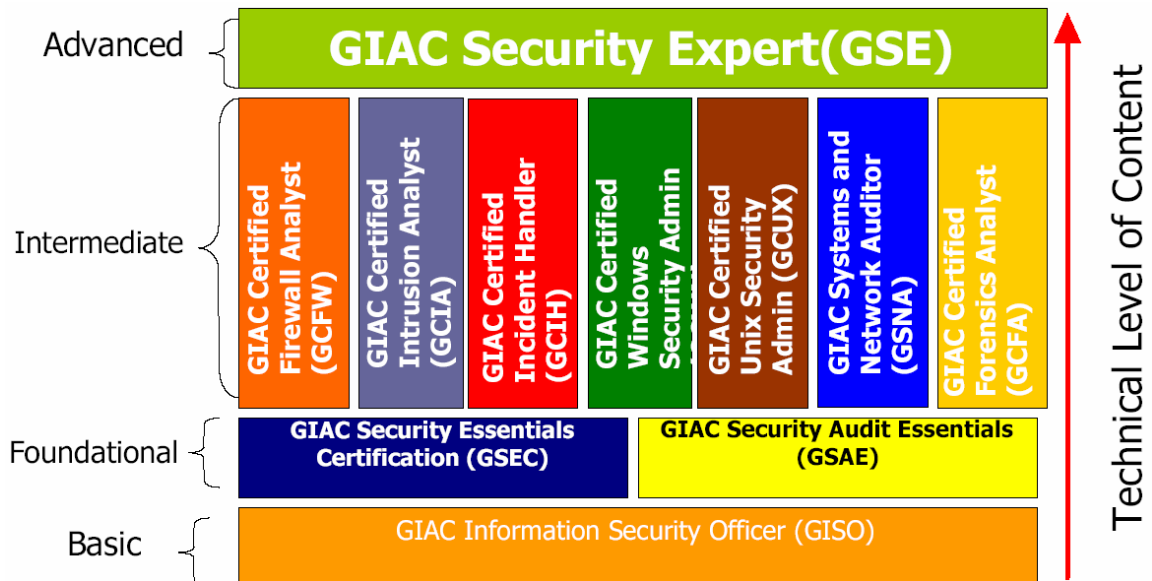 Advanced
GIAC Security Expert(GSE)
Intermediate
GIAC Certified
Firewall Analyst
(GCFW)
GIAC Certified
Intrusion Analyst
(GCIA)
GIAC Certified
Incident Handler
(GCIH)
GIAC Certified
Windows
Security Admin
GIAC Certified
Unix Security
Admin (GCUX)
GIAC Systems and
Network Auditor
(GSNA)
GIAC Certified
Forensics Analyst
(GCFA)
Foundational
GIAC Security Essentials
Certification (GSEC)
GIAC Security Audit Essentials
(GSAE)
Basic
GIAC Information Security Officer (GISO)
Technical Level of Content